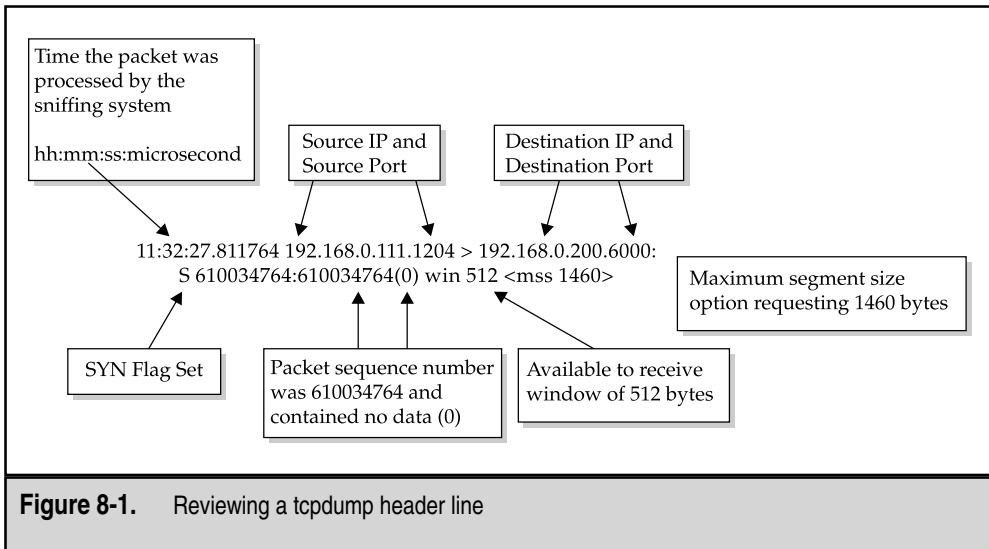 Time the packet was
processed by the
sniffing system
hh:mm:ss:microsecond
Source IP and
Source Port
Destination IP and
Destination Port
11:32:27.811764 192.168.0.111.1204 > 192.168.0.200.6000:
S 610034764:610034764(0) win 512 <mss 1460>
Maximum segment size
option requesting 1460 bytes
SYN Flag Set
Packet sequence number
was 610034764 and
contained no data (0)
Available to receive
window of 512 bytes
Figure 8-1. Reviewing a tcpdump header line